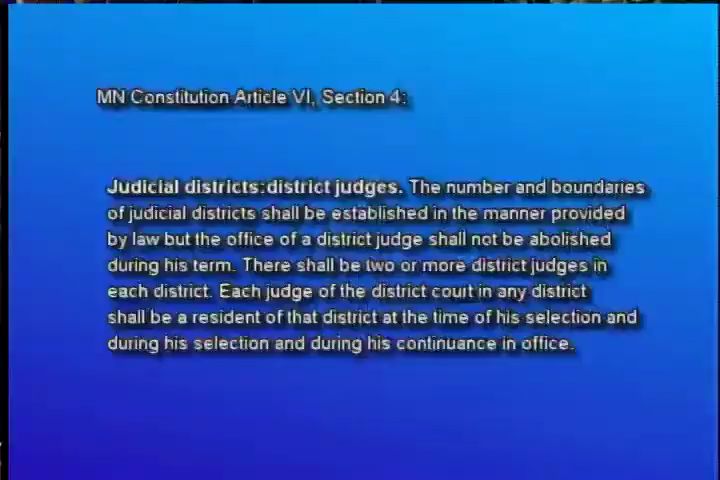 MN Constitution Article VI, Section 4:
Judicial districts:district judges. The number and boundaries
of judicial districts shall be established in the manner provided
by law but the office of a district judge shall not be abolished
during his term. There shall be two or more district judges in
each district. Each judge of the district court in any district
shall be a resident of that district at the time of his selection and
during his selection and during his continuance in office.